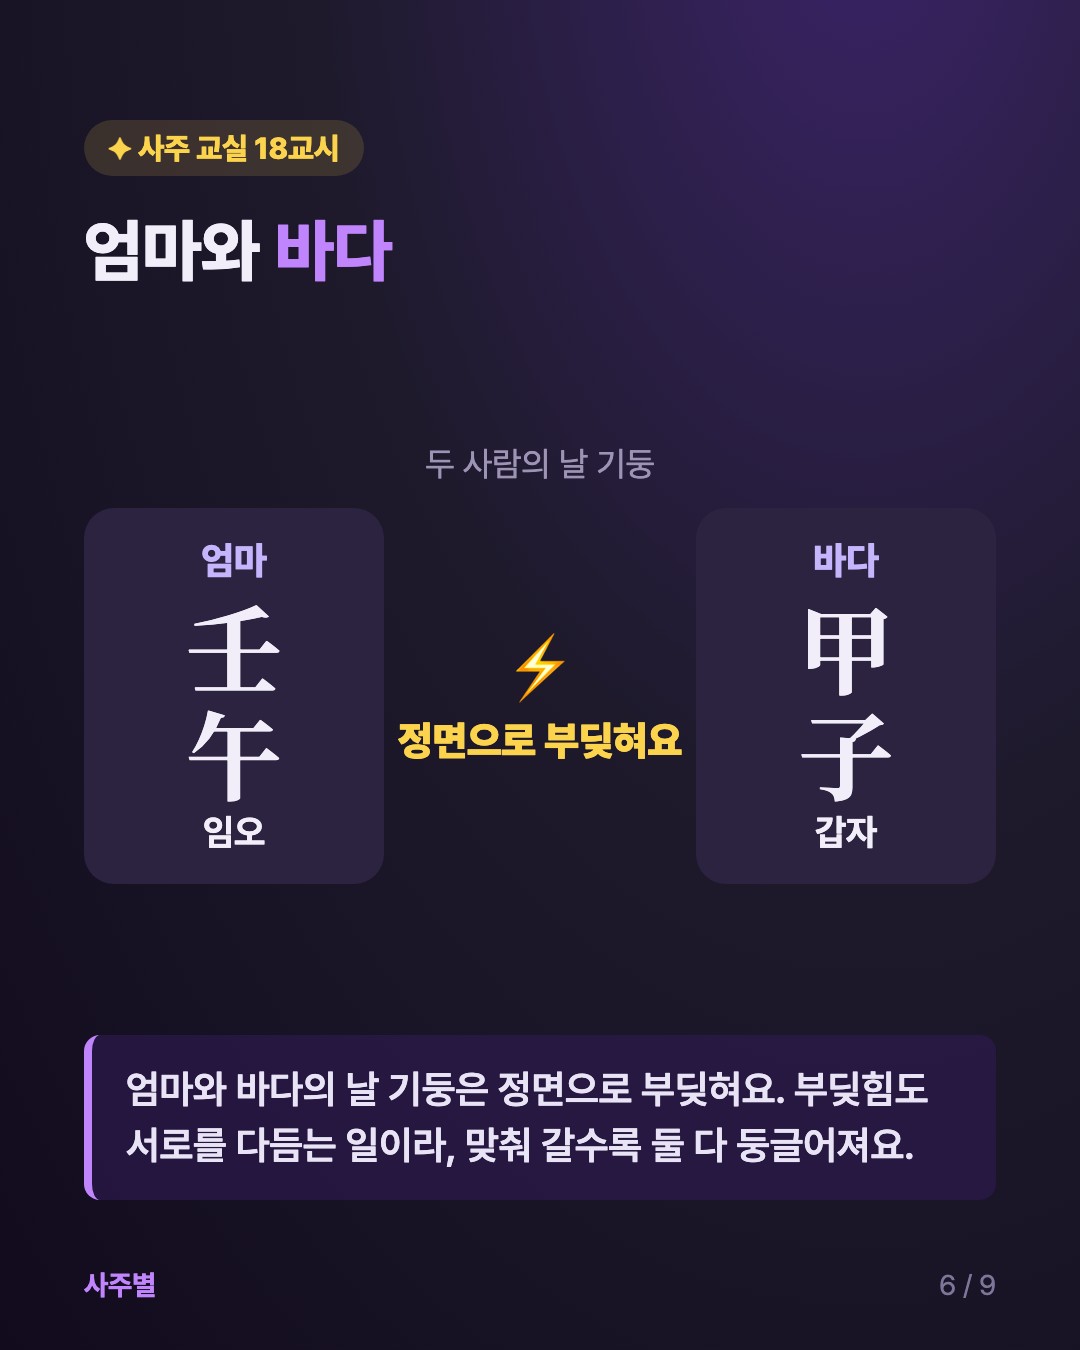 ✦ 사주 교실 18교시
엄마와 바다
두 사람의 날 기둥
엄마
壬
午
임오
⚡
정면으로 부딪혀요
바다
甲
子
갑자
엄마와 바다의 날 기둥은 정면으로 부딪혀요. 부딪힘도
서로를 다듬는 일이라, 맞춰 갈수록 둘 다 둥글어져요.
사주별
6 / 9